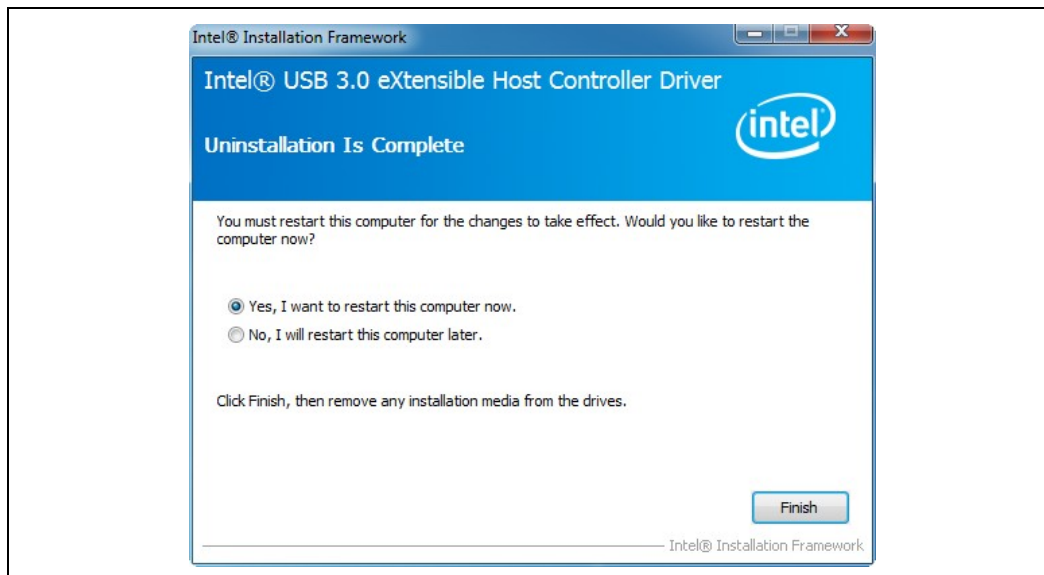 Intel® Installation Framework
Intel® USB 3.0 eXtensible Host Controller Driver
intel
Uninstallation Is Complete
You must restart this computer for the changes to take effect. Would you like to restart the
computer now?
Yes, I want to restart this computer now.
No, I will restart this computer later.
Click Finish, then remove any installation media from the drives.
Finish
Intel® Installation Framework